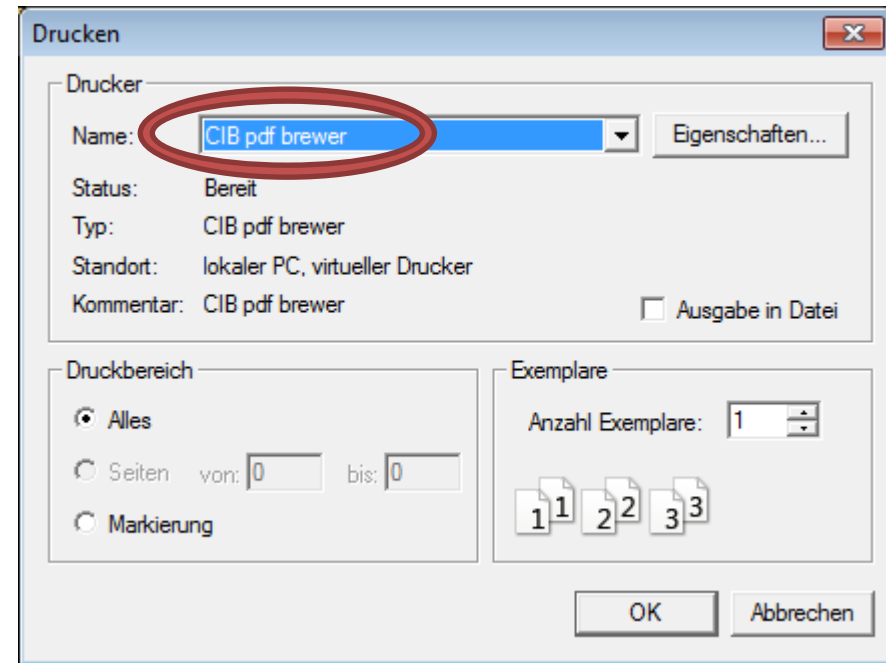 Drucken
Drucker
Name: CIB pdf brewer Eigenschaften...
Status: Bereit
Typ: CIB pdf brewer
Standort: lokaler PC, virtueller Drucker
Kommentar: CIB pdf brewer Ausgabe in Datei
Druckbereich
Alles
Seiten von: 0 bis: 0
Markierung
Exemplare
Anzahl Exemplare: 1
1 1 2 2 3 3
OK Abbrechen